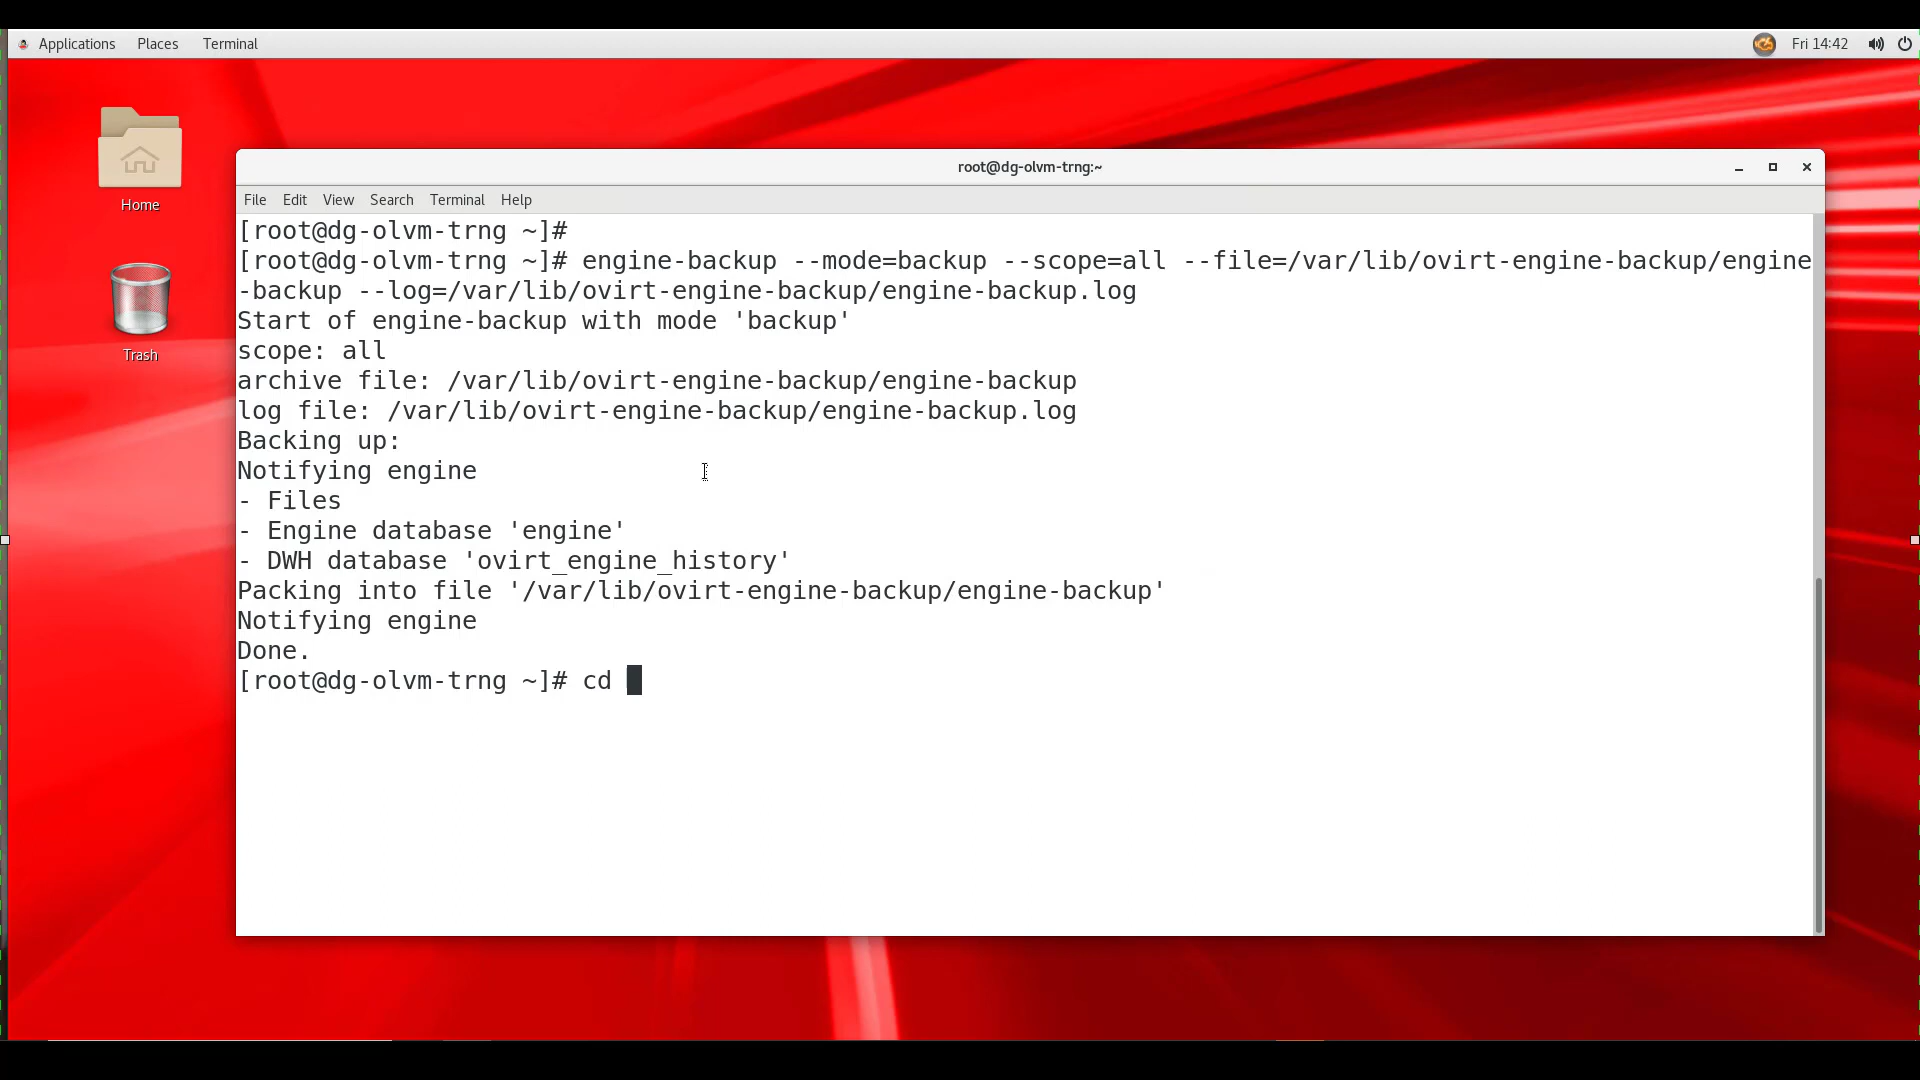 Applications Places Terminal Fri 14:42
Home
Trash
root@dg-olvm-trng:~
File Edit View Search Terminal Help
[root@dg-olvm-trng ~]#
[root@dg-olvm-trng ~]# engine-backup --mode=backup --scope=all --file=/var/lib/ovirt-engine-backup/engine
-backup --log=/var/lib/ovirt-engine-backup/engine-backup.log
Start of engine-backup with mode 'backup'
scope: all
archive file: /var/lib/ovirt-engine-backup/engine-backup
log file: /var/lib/ovirt-engine-backup/engine-backup.log
Backing up:
Notifying engine
- Files
- Engine database 'engine'
- DWH database 'ovirt_engine_history'
Packing into file '/var/lib/ovirt-engine-backup/engine-backup'
Notifying engine
Done.
[root@dg-olvm-trng ~]# cd